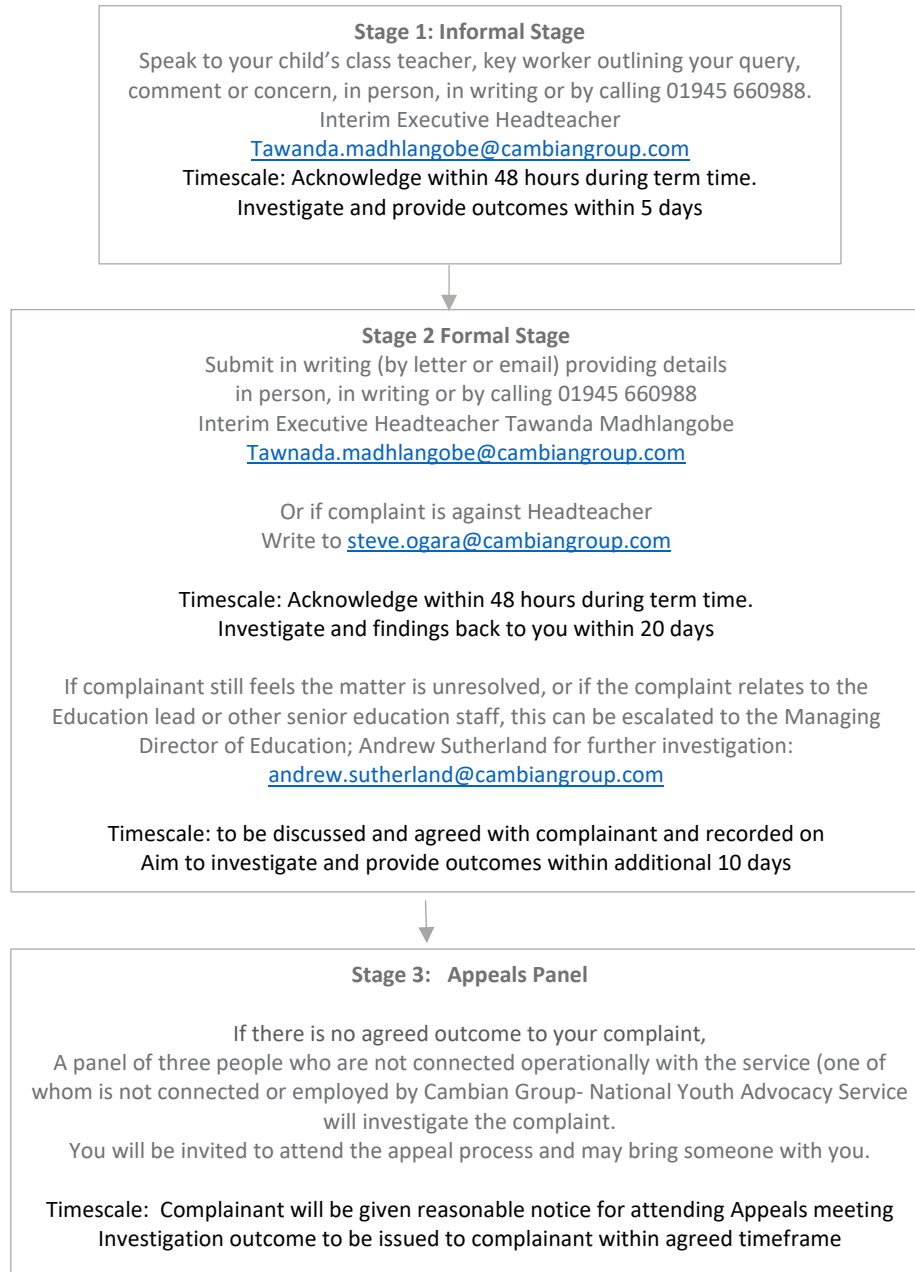 Stage 1: Informal Stage
Speak to your child’s class teacher, key worker outlining your query,
comment or concern, in person, in writing or by calling 01945 660988.
Interim Executive Headteacher
Tawanda.madhlangobe@cambiangroup.com
Timescale: Acknowledge within 48 hours during term time.
Investigate and provide outcomes within 5 days
Stage 2 Formal Stage
Submit in writing (by letter or email) providing details
in person, in writing or by calling 01945 660988
Interim Executive Headteacher Tawanda Madhlangobe
Tawnada.madhlangobe@cambiangroup.com
Or if complaint is against Headteacher
Write to steve.ogara@cambiangroup.com
Timescale: Acknowledge within 48 hours during term time.
Investigate and findings back to you within 20 days
If complainant still feels the matter is unresolved, or if the complaint relates to the
Education lead or other senior education staff, this can be escalated to the Managing
Director of Education; Andrew Sutherland for further investigation:
andrew.sutherland@cambiangroup.com
Timescale: to be discussed and agreed with complainant and recorded on
Aim to investigate and provide outcomes within additional 10 days
Stage 3: Appeals Panel
If there is no agreed outcome to your complaint,
A panel of three people who are not connected operationally with the service (one of
whom is not connected or employed by Cambian Group- National Youth Advocacy Service
will investigate the complaint.
You will be invited to attend the appeal process and may bring someone with you.
Timescale: Complainant will be given reasonable notice for attending Appeals meeting
Investigation outcome to be issued to complainant within agreed timeframe